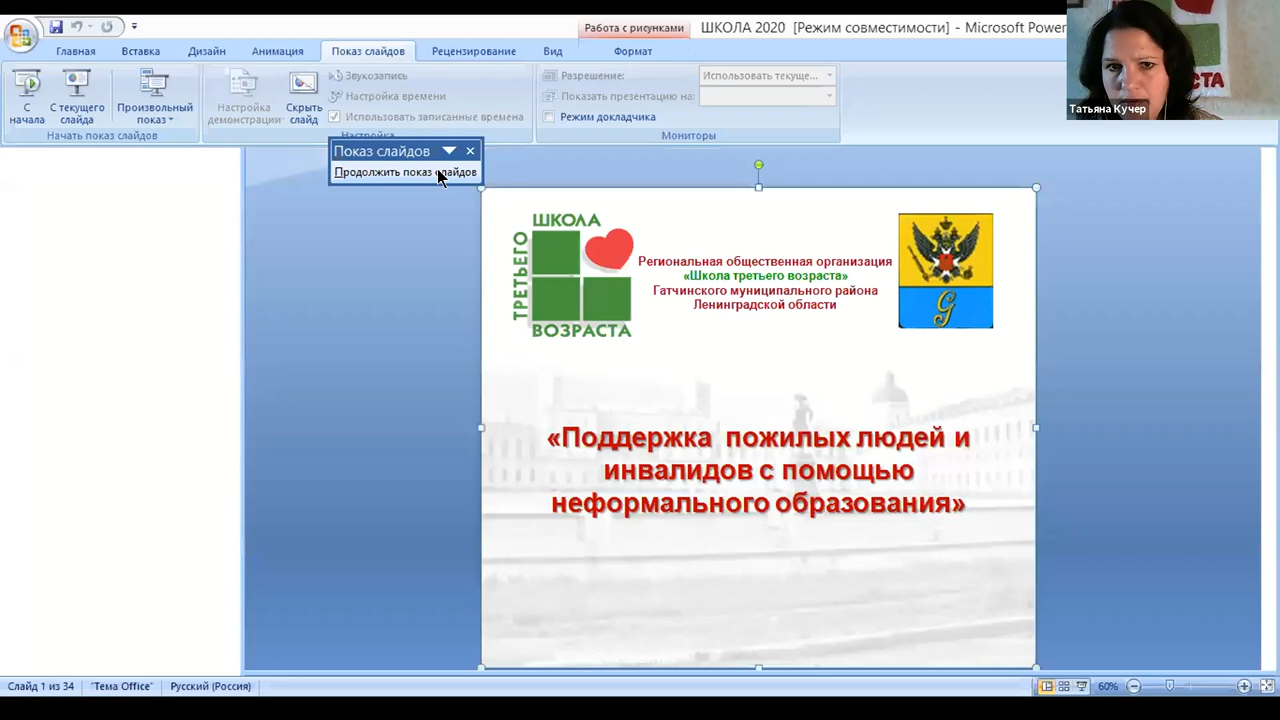 Работа с рисунками
ШКОЛА 2020 [Режим совместимости] - Microsoft Power
Главная
Вставка
Дизайн
Анимация
Показ слайдов
Рецензирование
Вид
Формат
С начала
С текущего слайда
Произвольный показ
Начать показ слайдов
Настройка демонстрации
Скрыть слайд
Звукозапись
Настройка времени
Использовать записанные времена
Разрешение:
Использовать текуще...
Показать презентацию на:
Режим докладчика
Мониторы
Татьяна Кучер
Показ слайдов
Продолжить показ слайдов
ШКОЛА
ТРЕТЬЕГО
ВОЗРАСТА
Региональная общественная организация
«Школа третьего возраста»
Гатчинского муниципального района
Ленинградской области
G
«Поддержка пожилых людей и
инвалидов с помощью
неформального образования»
Слайд 1 из 34
"Тема Office"
Русский (Россия)
60%